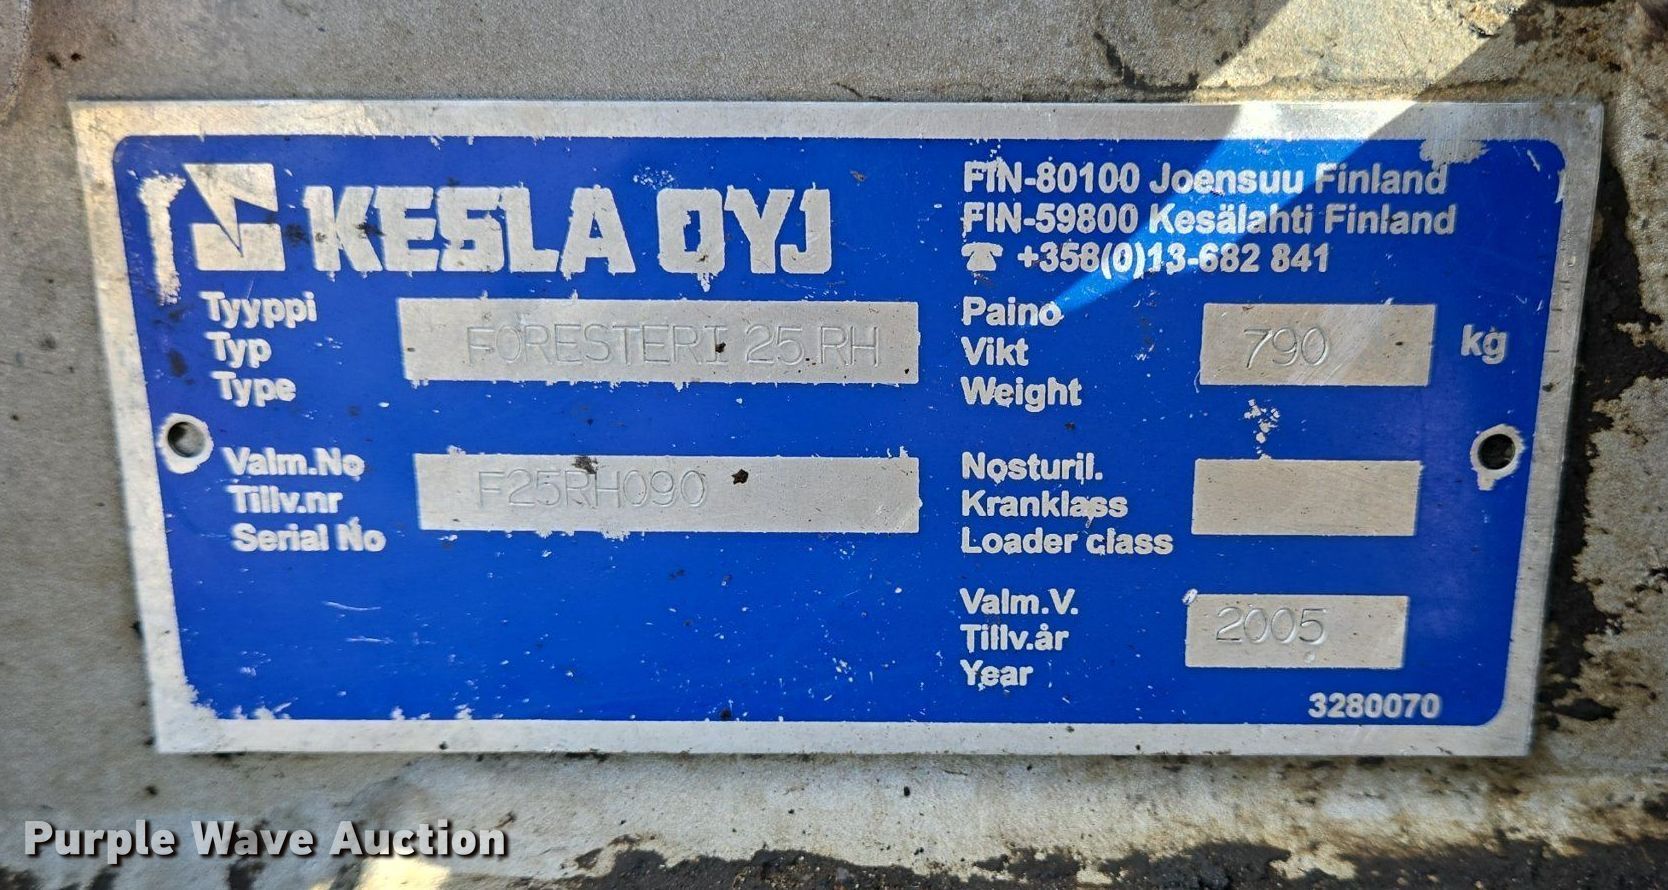 KESLA OYJ
FIN-80100 Joensuu Finland
FIN-59800 Kesälahti Finland
☎ +358(0)13-682 841
Tyyppi
Typ
Type
FORESTERI 25 RH
Paino
Vikt
Weight
790 kg
Valm.No
Tillv.nr
Serial No
F25RH090
Nosturil.
Kranklass
Loader class
Valm.V.
Tillv.år
Year
2005
3280070
Purple Wave Auction